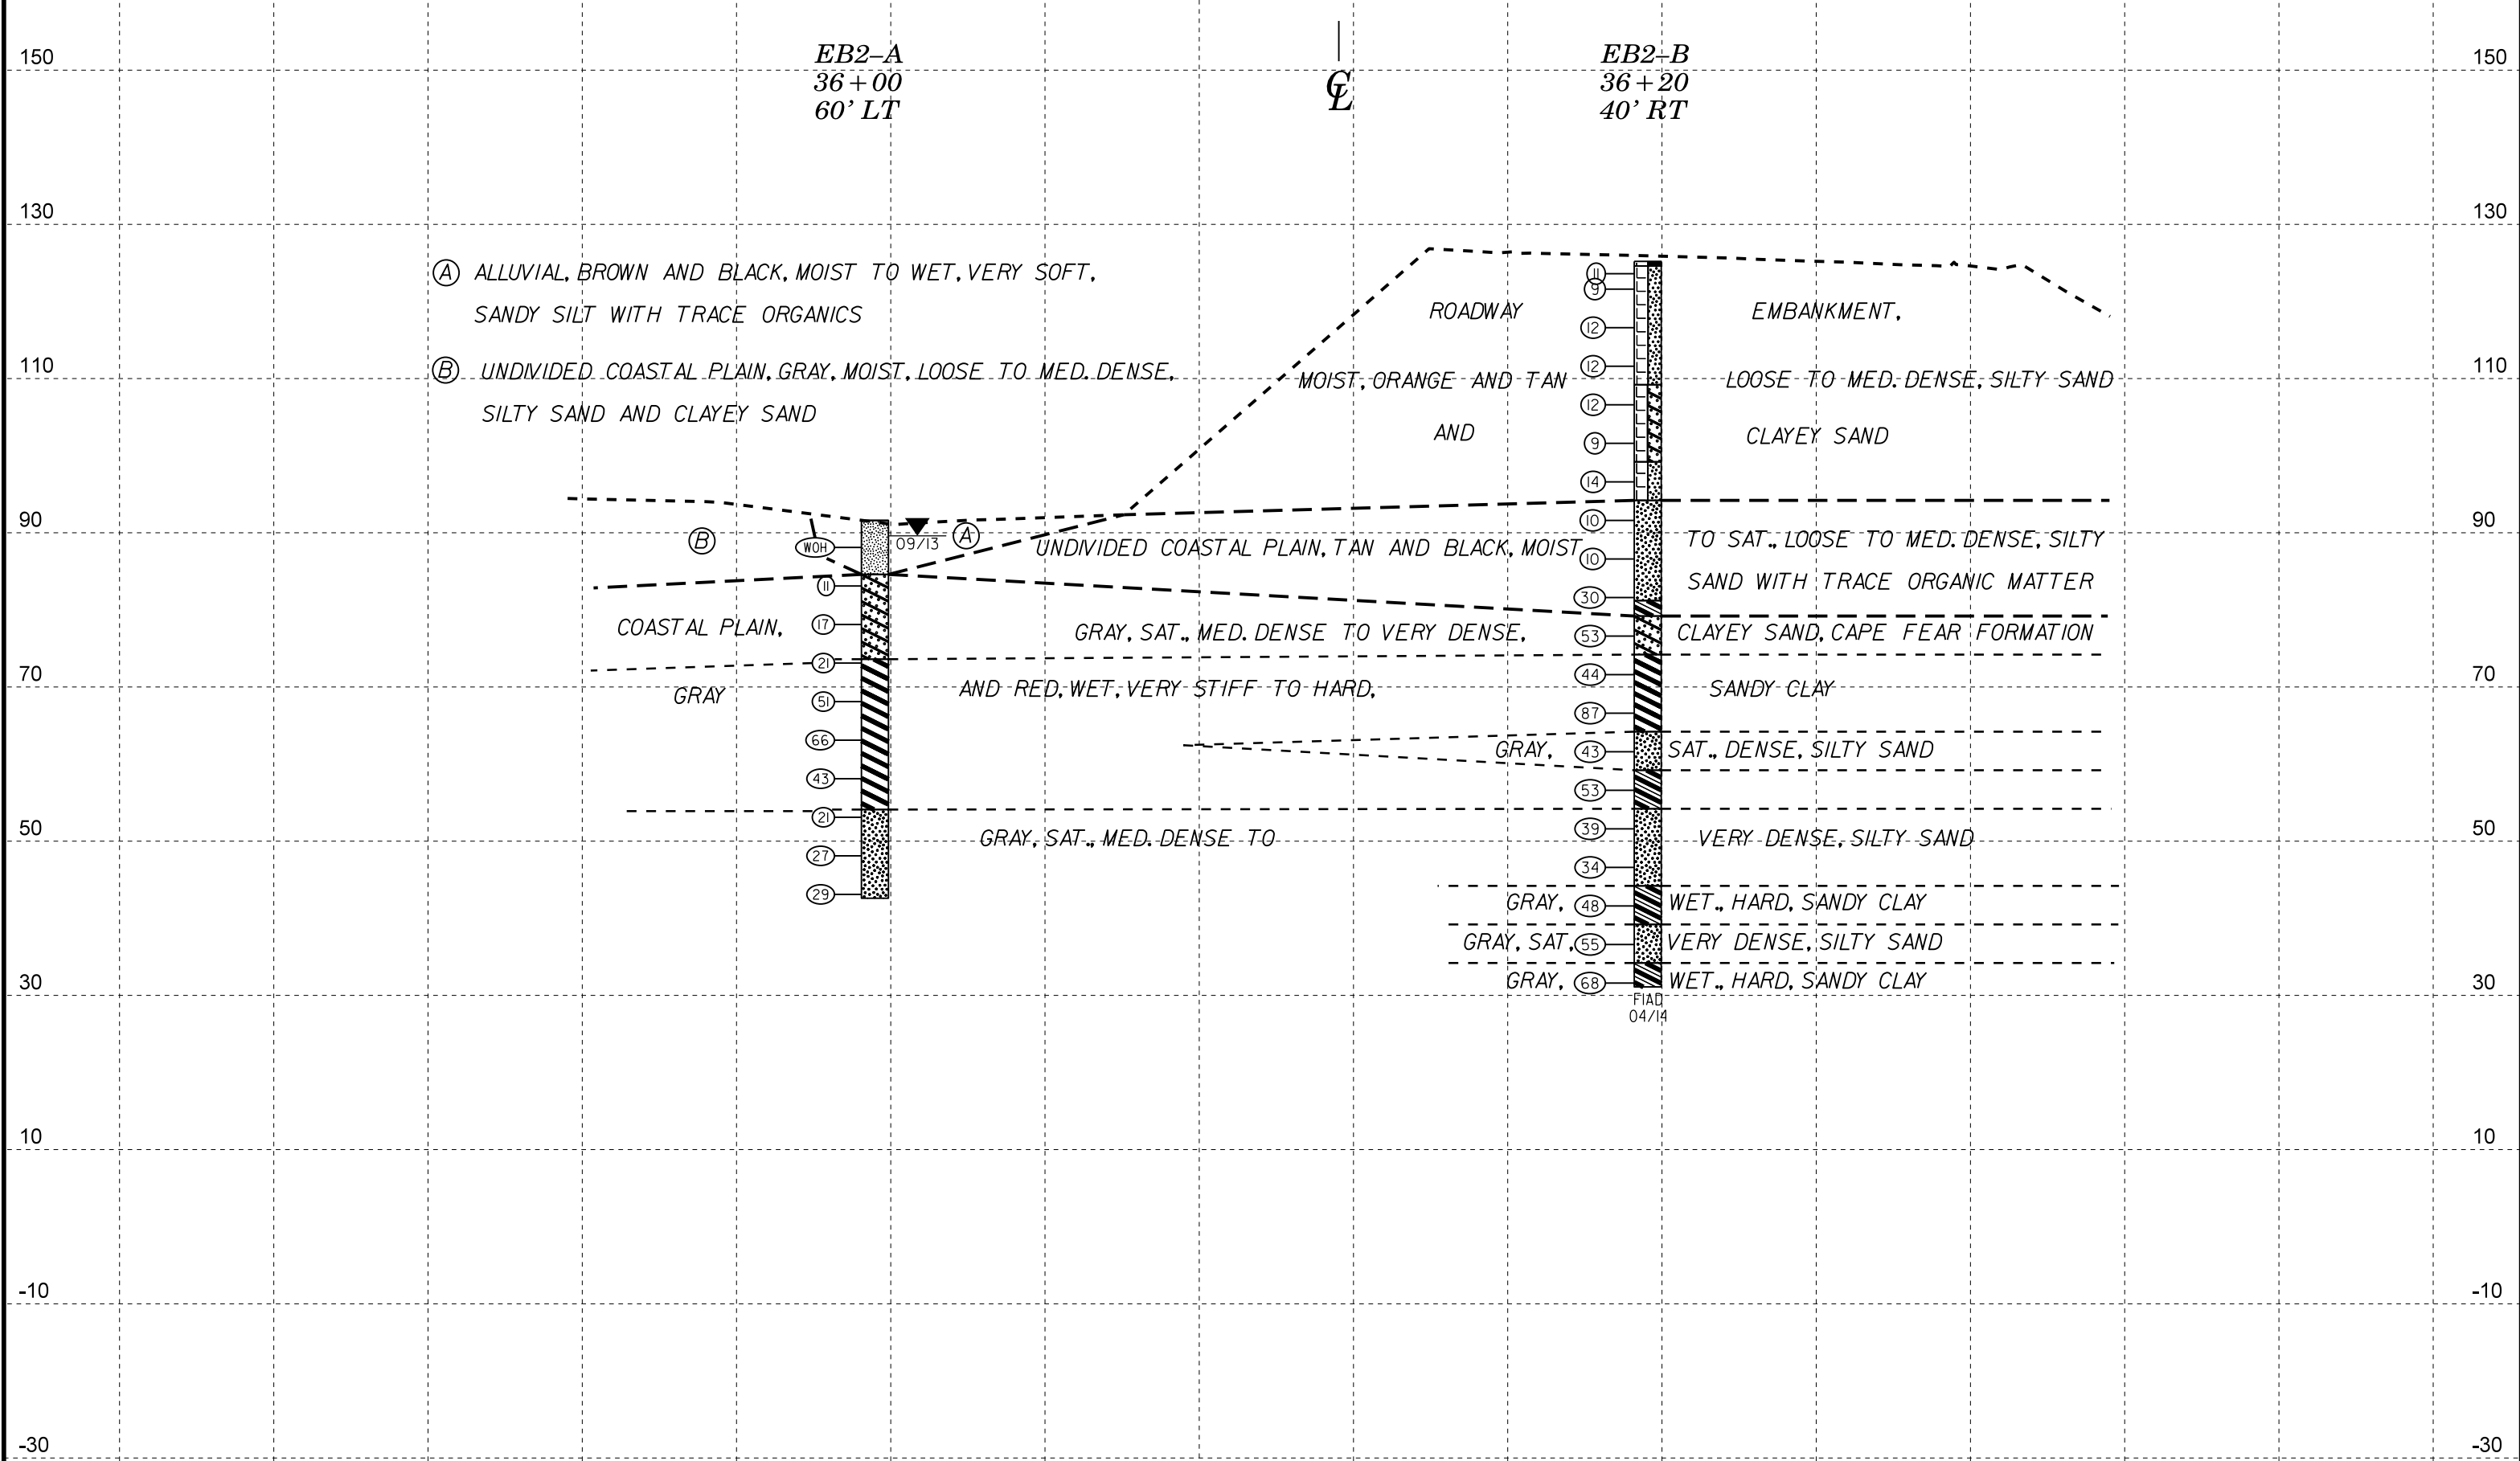 EB2–A
36+00
60' LT
℄
EB2–B
36+20
40' RT
150
150
130
130
Ⓐ ALLUVIAL, BROWN AND BLACK, MOIST TO WET, VERY SOFT,
SANDY SILT WITH TRACE ORGANICS
11
9
ROADWAY
EMBANKMENT,
12
110
110
Ⓑ UNDIVIDED COASTAL PLAIN, GRAY, MOIST, LOOSE TO MED. DENSE,
SILTY SAND AND CLAYEY SAND
12
MOIST, ORANGE AND TAN
LOOSE TO MED. DENSE, SILTY SAND
12
AND
CLAYEY SAND
9
14
90
90
10
B
WOH
09/13
A
UNDIVIDED COASTAL PLAIN, TAN AND BLACK, MOIST
TO SAT., LOOSE TO MED. DENSE, SILTY
10
SAND WITH TRACE ORGANIC MATTER
11
30
COASTAL PLAIN,
17
GRAY, SAT., MED. DENSE TO VERY DENSE,
53
CLAYEY SAND, CAPE FEAR FORMATION
21
70
70
44
GRAY
AND RED, WET, VERY STIFF TO HARD,
SANDY CLAY
51
87
66
GRAY,
43
SAT., DENSE, SILTY SAND
43
53
21
50
50
39
GRAY, SAT., MED. DENSE TO
VERY DENSE, SILTY SAND
27
34
29
GRAY,
48
WET., HARD, SANDY CLAY
GRAY, SAT,
55
VERY DENSE, SILTY SAND
30
30
GRAY,
68
WET., HARD, SANDY CLAY
FIAD
04/14
10
10
-10
-10
-30
-30